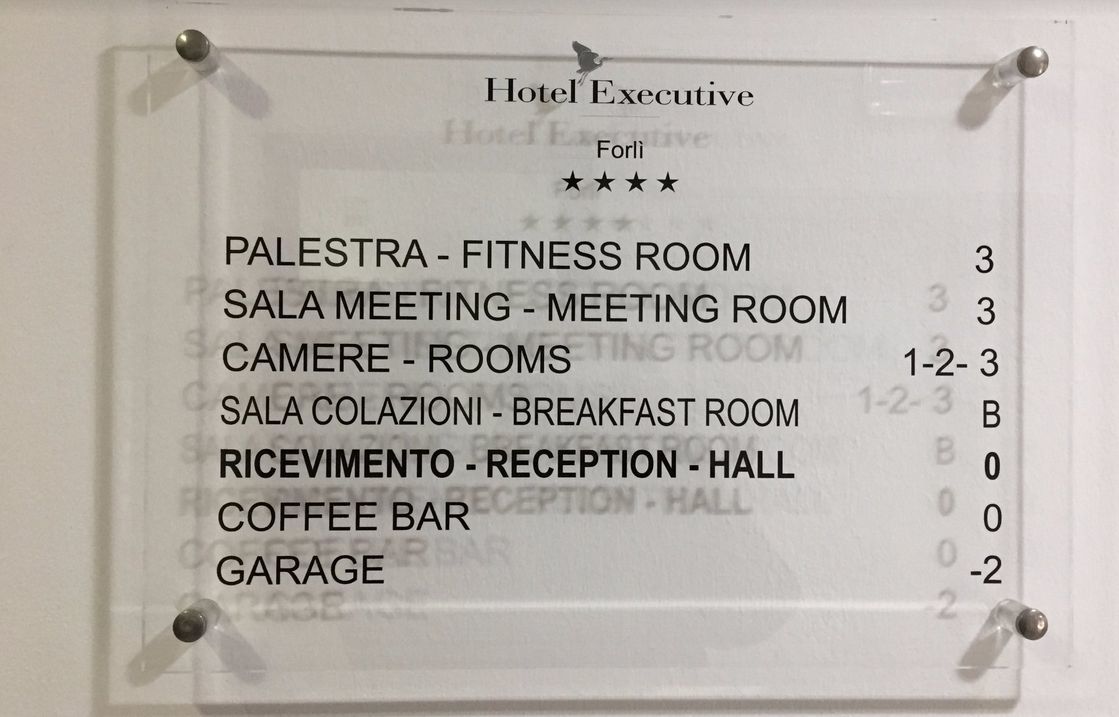 Hotel Executive
Forlì
★★★★
PALESTRA - FITNESS ROOM 3
SALA MEETING - MEETING ROOM 3
CAMERE - ROOMS 1-2- 3
SALA COLAZIONI - BREAKFAST ROOM B
RICEVIMENTO - RECEPTION - HALL 0
COFFEE BAR 0
GARAGE -2